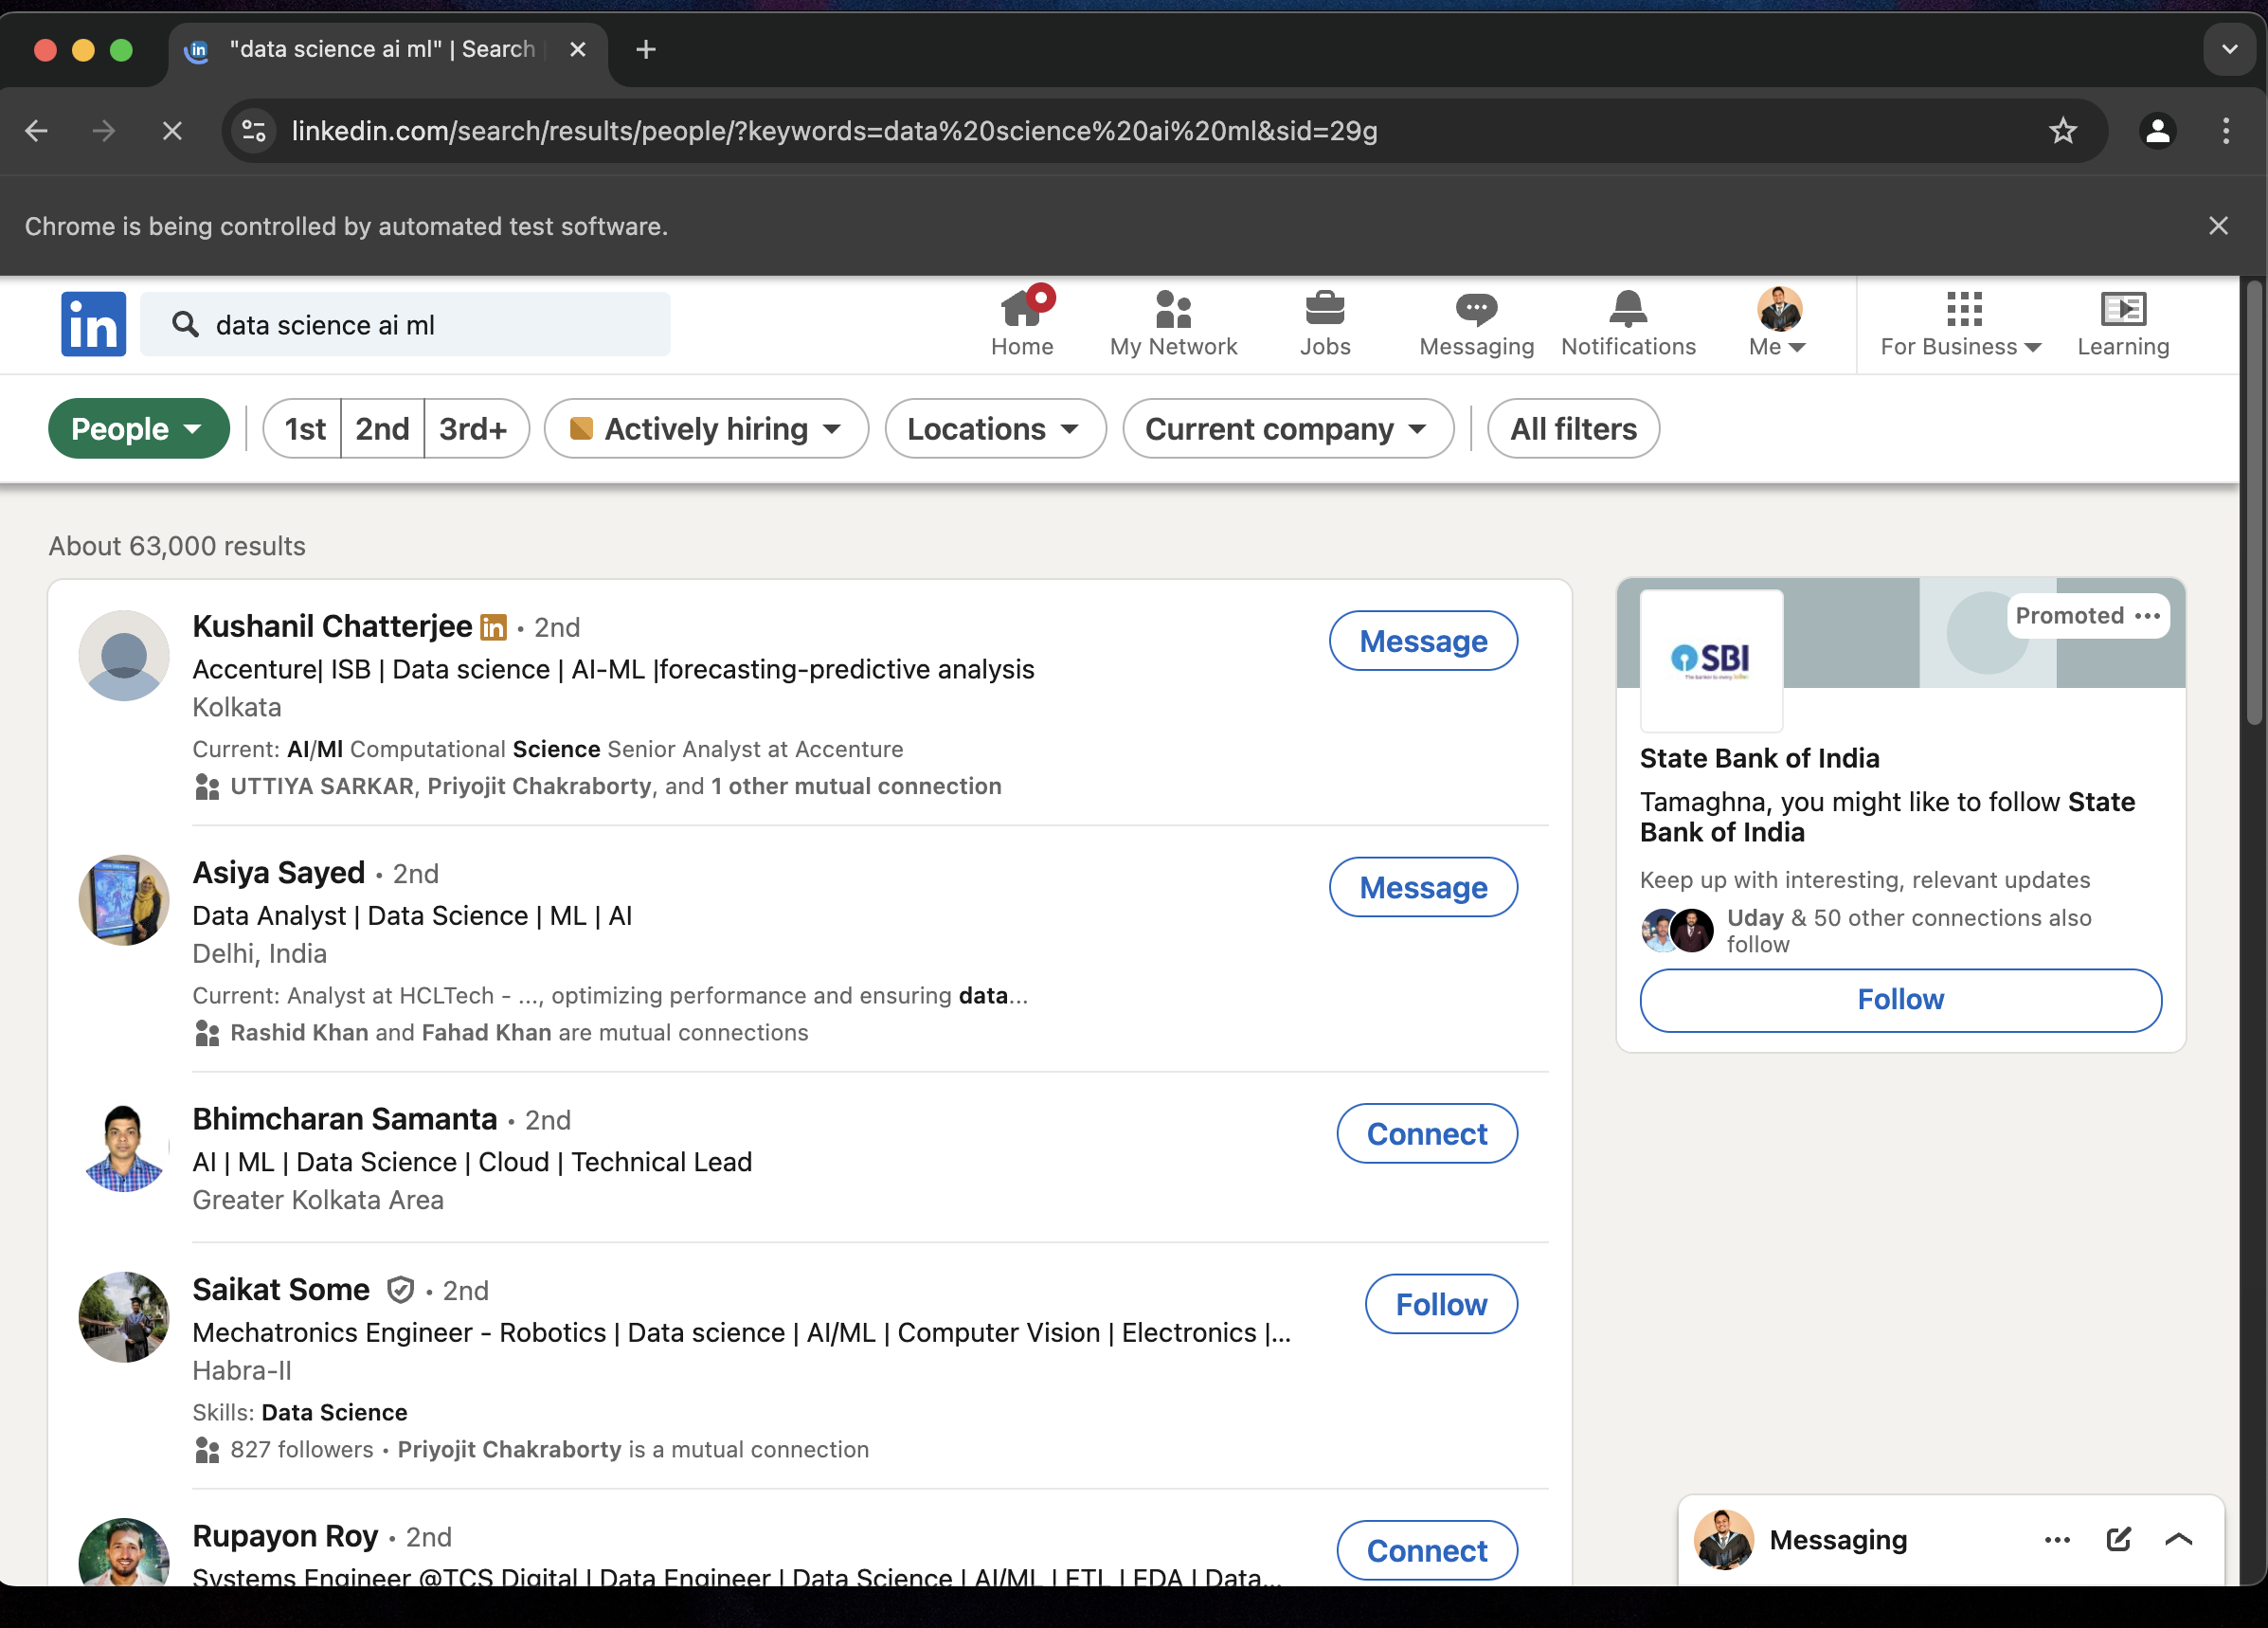 "data science ai ml" | Search
linkedin.com/search/results/people/?keywords=data%20science%20ai%20ml&sid=29g
Chrome is being controlled by automated test software.
in
data science ai ml
Home
My Network
Jobs
Messaging
Notifications
Me
For Business
Learning
People
1st
2nd
3rd+
Actively hiring
Locations
Current company
All filters
About 63,000 results
Kushanil Chatterjee in • 2nd
Message
Accenture| ISB | Data science | AI-ML |forecasting-predictive analysis
Kolkata
Current: AI/Ml Computational Science Senior Analyst at Accenture
UTTIYA SARKAR, Priyojit Chakraborty, and 1 other mutual connection
Asiya Sayed • 2nd
Message
Data Analyst | Data Science | ML | AI
Delhi, India
Current: Analyst at HCLTech - ..., optimizing performance and ensuring data...
Rashid Khan and Fahad Khan are mutual connections
Bhimcharan Samanta • 2nd
Connect
AI | ML | Data Science | Cloud | Technical Lead
Greater Kolkata Area
Saikat Some • 2nd
Follow
Mechatronics Engineer - Robotics | Data science | AI/ML | Computer Vision | Electronics |...
Habra-II
Skills: Data Science
827 followers • Priyojit Chakraborty is a mutual connection
Rupayon Roy • 2nd
Connect
Systems Engineer @TCS Digital | Data Engineer | Data Science | AI/ML | ETL | EDA | Data...
Promoted
SBI
State Bank of India
Tamaghna, you might like to follow State
Bank of India
Keep up with interesting, relevant updates
Uday & 50 other connections also
follow
Follow
Messaging